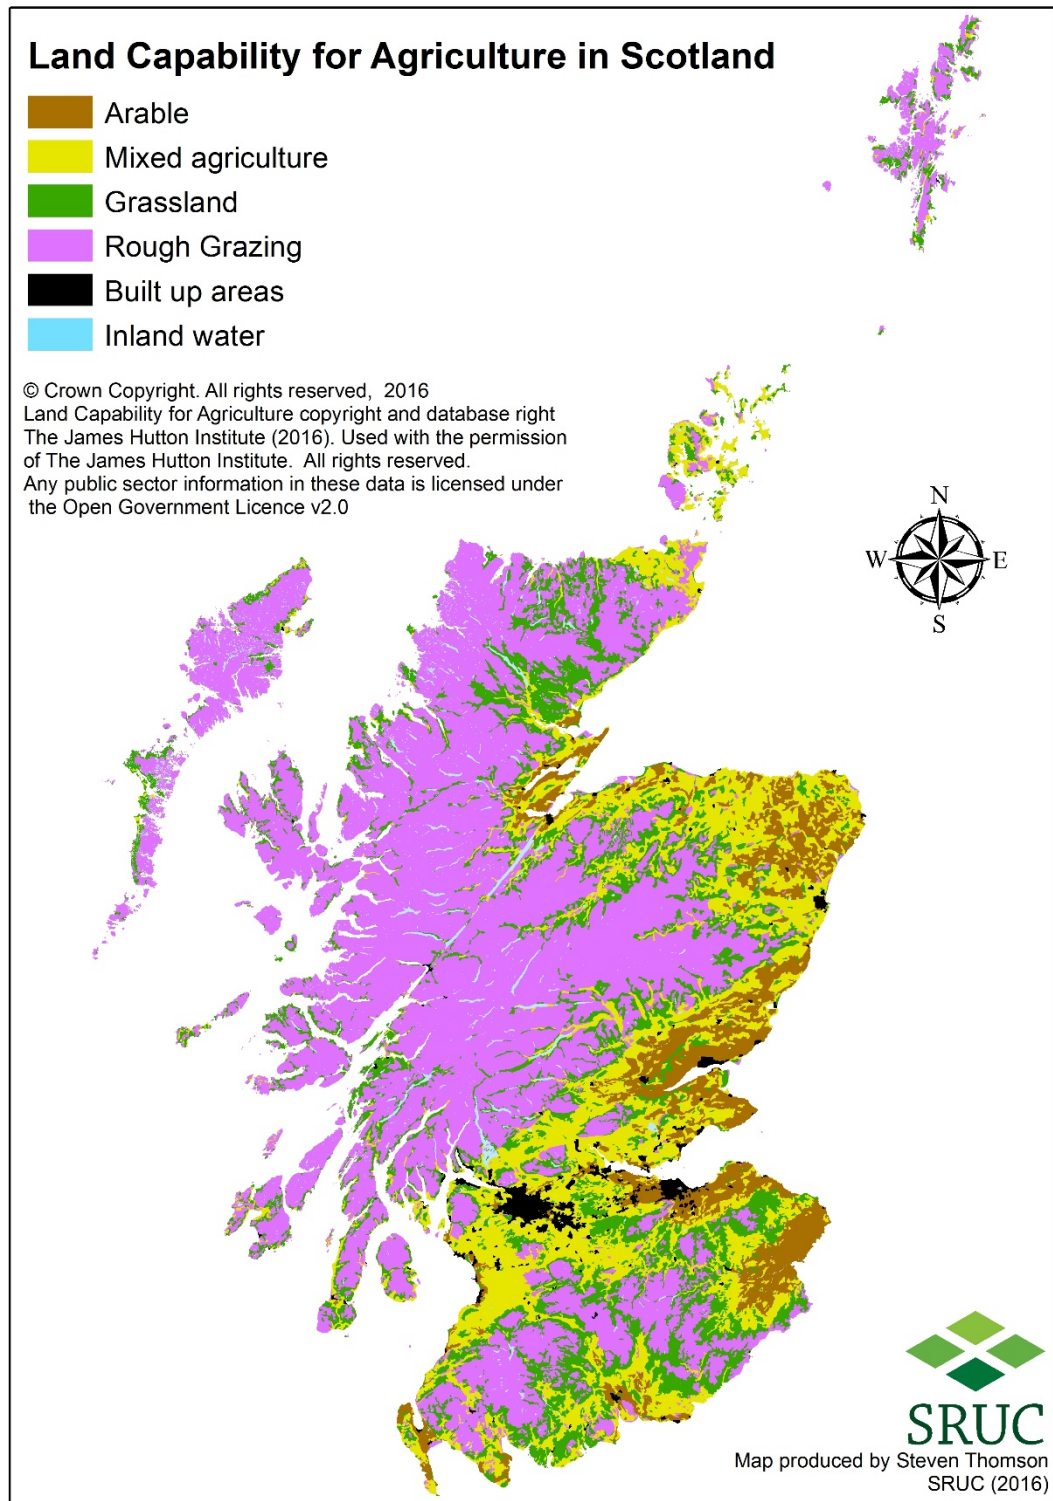 Land Capability for Agriculture in Scotland
Arable
Mixed agriculture
Grassland
Rough Grazing
Built up areas
Inland water
© Crown Copyright. All rights reserved, 2016
Land Capability for Agriculture copyright and database right
The James Hutton Institute (2016). Used with the permission
of The James Hutton Institute. All rights reserved.
Any public sector information in these data is licensed under
the Open Government Licence v2.0
N
W E
S
SRUC
Map produced by Steven Thomson
SRUC (2016)